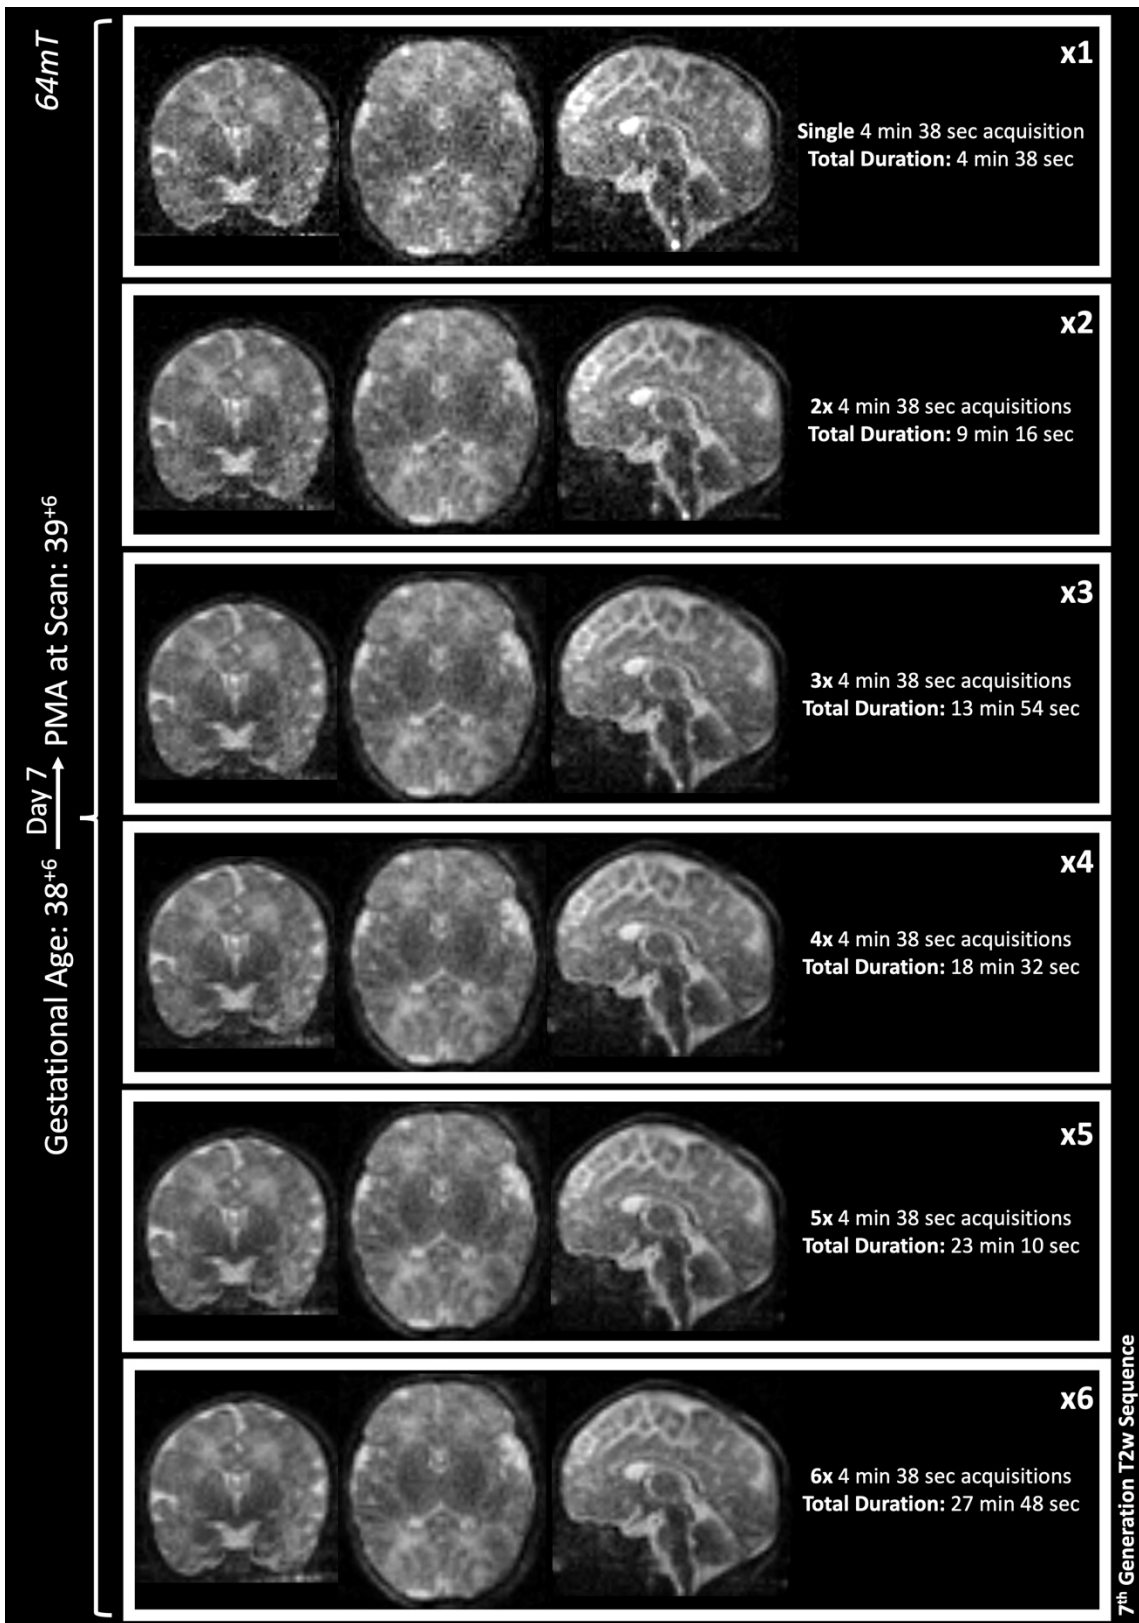 64mT
Gestational Age: 38+6 Day 7 PMA at Scan: 39+6
x1
Single 4 min 38 sec acquisition
Total Duration: 4 min 38 sec
x2
2x 4 min 38 sec acquisitions
Total Duration: 9 min 16 sec
x3
3x 4 min 38 sec acquisitions
Total Duration: 13 min 54 sec
x4
4x 4 min 38 sec acquisitions
Total Duration: 18 min 32 sec
x5
5x 4 min 38 sec acquisitions
Total Duration: 23 min 10 sec
x6
6x 4 min 38 sec acquisitions
Total Duration: 27 min 48 sec
7th Generation T2w Sequence